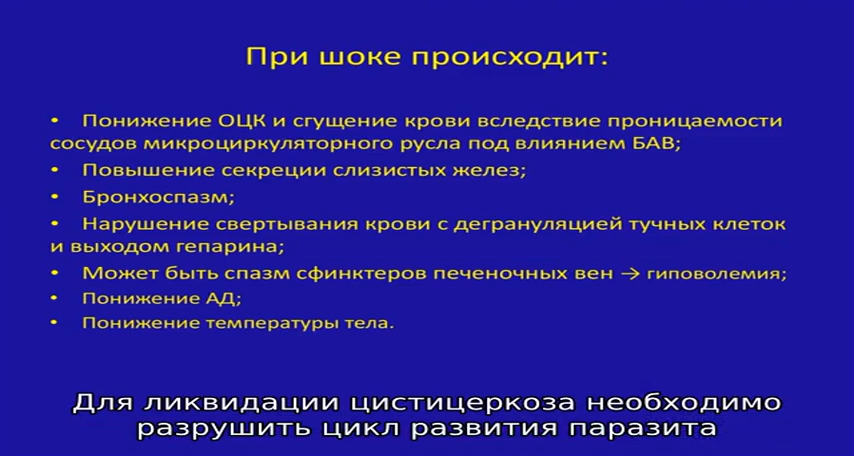 При шоке происходит:
• Понижение ОЦК и сгущение крови вследствие проницаемости
сосудов микроциркуляторного русла под влиянием БАВ;
• Повышение секреции слизистых желез;
• Бронхоспазм;
• Нарушение свертывания крови с дегрануляцией тучных клеток
и выходом гепарина;
• Может быть спазм сфинктеров печеночных вен → гиповолемия;
• Понижение АД;
• Понижение температуры тела.
Для ликвидации цистицеркоза необходимо
разрушить цикл развития паразита